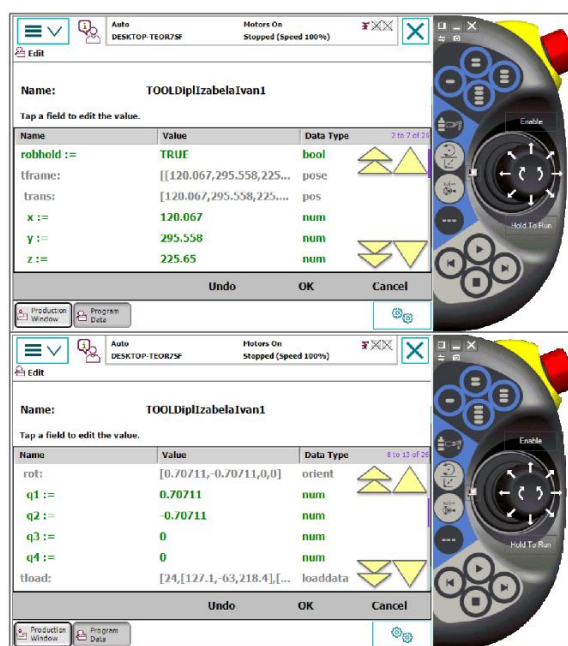 Auto
DESKTOP-TEOR7SF
Motors On
Stopped (Speed 100%)
Edit
Name: TOOLDiplIzabelaIvan1
Tap a field to edit the value.
Name Value Data Type 2 to 7 of 26
robhold := TRUE bool
tframe: [[120.067,295.558,225... pose
trans: [120.067,295.558,225.... pos
x := 120.067 num
y := 295.558 num
z := 225.65 num
Undo OK Cancel
Production Window Program Data
Enable
Hold To Run
Auto
DESKTOP-TEOR7SF
Motors On
Stopped (Speed 100%)
Edit
Name: TOOLDiplIzabelaIvan1
Tap a field to edit the value.
Name Value Data Type 8 to 13 of 26
rot: [0.70711,-0.70711,0,0] orient
q1 := 0.70711 num
q2 := -0.70711 num
q3 := 0 num
q4 := 0 num
tload: [24,[127.1,-63,218.4],[... loaddata
Undo OK Cancel
Production Window Program Data
Enable
Hold To Run